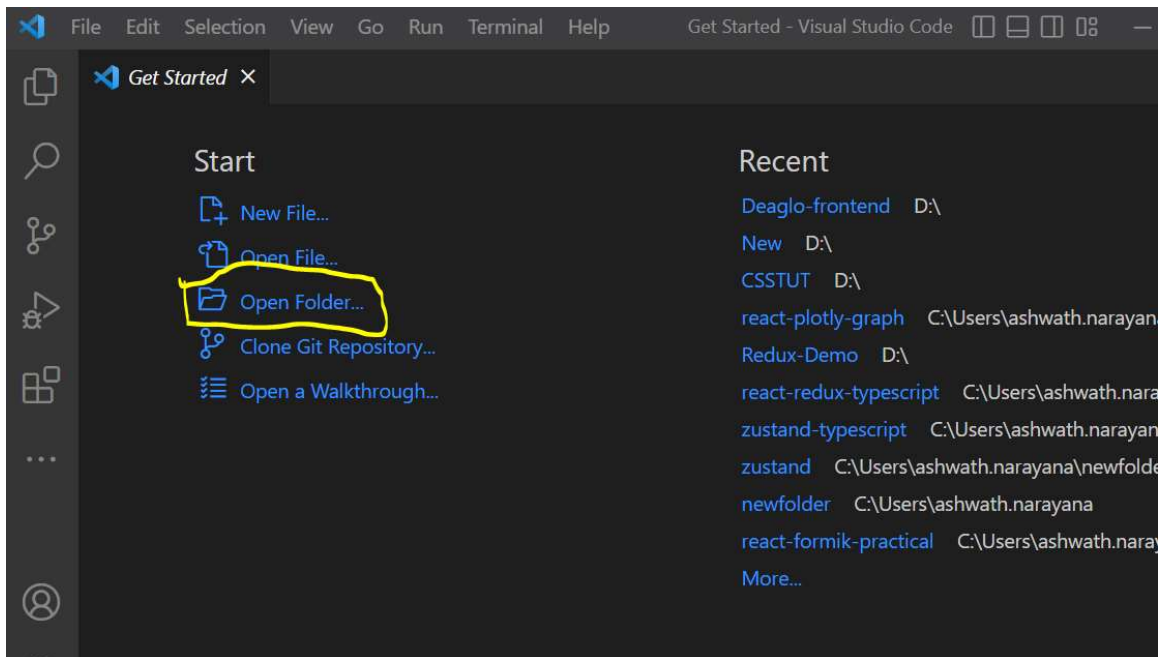 File Edit Selection View Go Run Terminal Help Get Started - Visual Studio Code
Get Started
Start
New File...
Open File...
Open Folder...
Clone Git Repository...
Open a Walkthrough...
Recent
Deaglo-frontend D:\
New D:\
CSSTUT D:\
react-plotly-graph C:\Users\ashwath.narayana
Redux-Demo D:\
react-redux-typescript C:\Users\ashwath.nara
zustand-typescript C:\Users\ashwath.narayan
zustand C:\Users\ashwath.narayana\newfolde
newfolder C:\Users\ashwath.narayana
react-formik-practical C:\Users\ashwath.naray
More...